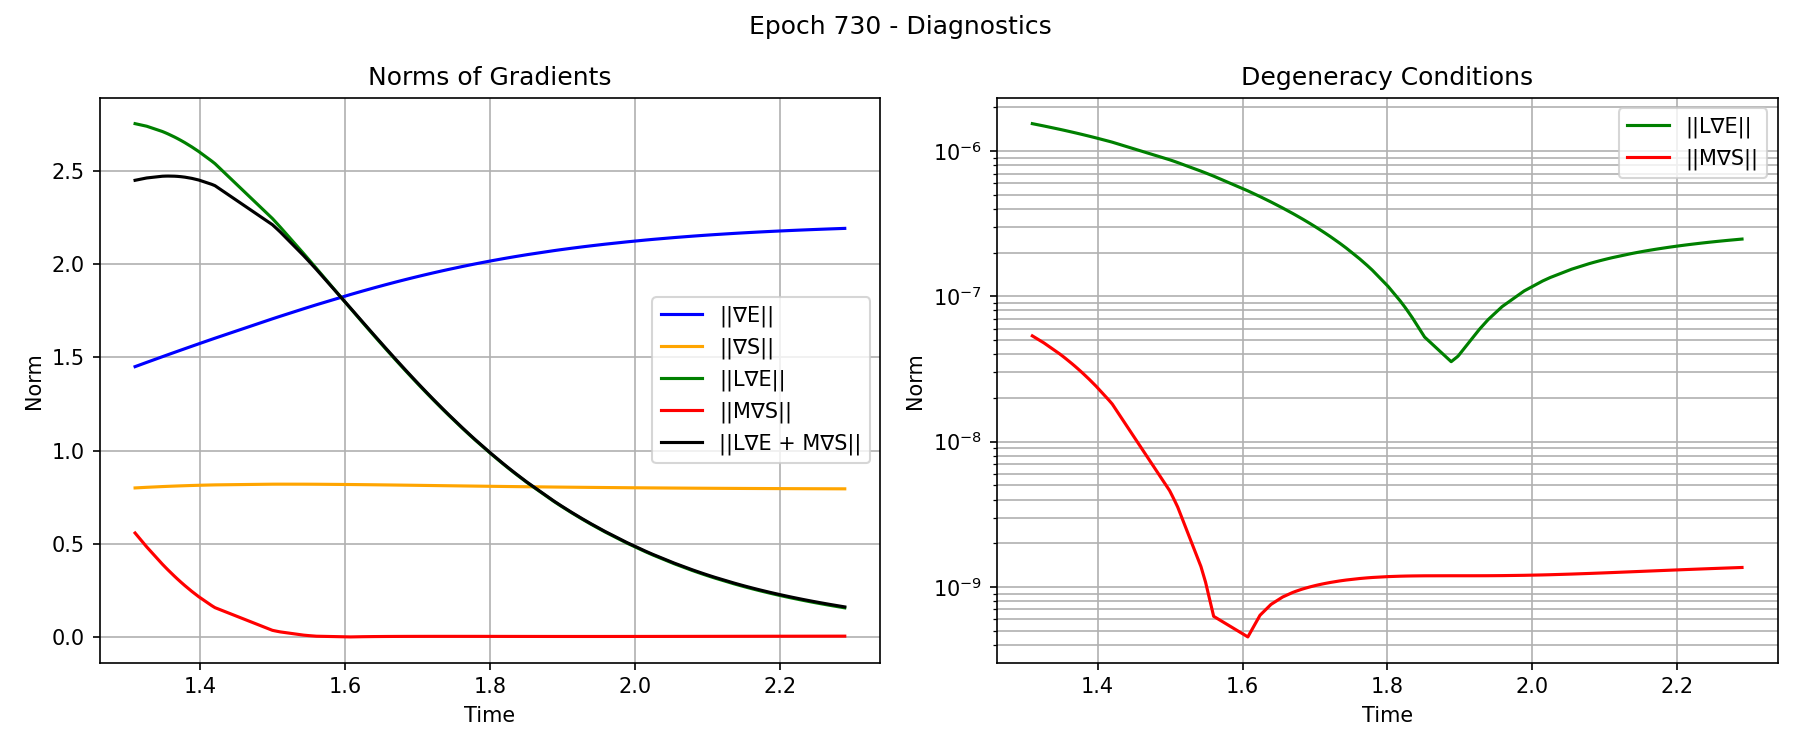 Epoch 730 - Diagnostics
Norms of Gradients
Norm
2.5
2.0
1.5
1.0
0.5
0.0
||∇E||
||∇S||
||L∇E||
||M∇S||
||L∇E + M∇S||
1.4 1.6 1.8 2.0 2.2
Time
Degeneracy Conditions
Norm
10⁻⁶
10⁻⁷
10⁻⁸
10⁻⁹
||L∇E||
||M∇S||
1.4 1.6 1.8 2.0 2.2
Time